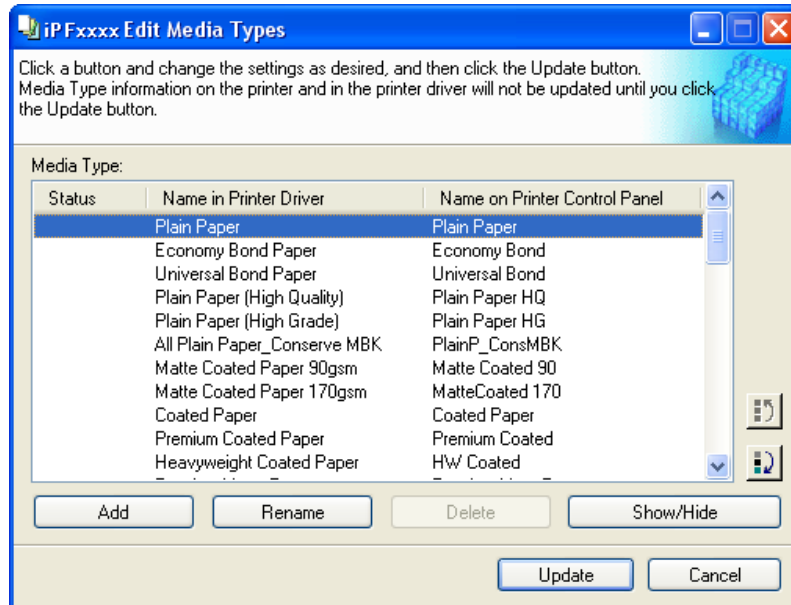 iPFxxxx Edit Media Types
Click a button and change the settings as desired, and then click the Update button.
Media Type information on the printer and in the printer driver will not be updated until you click
the Update button.
Media Type:
Status Name in Printer Driver Name on Printer Control Panel
Plain Paper Plain Paper
Economy Bond Paper Economy Bond
Universal Bond Paper Universal Bond
Plain Paper (High Quality) Plain Paper HQ
Plain Paper (High Grade) Plain Paper HG
All Plain Paper_Conserve MBK PlainP_ConsMBK
Matte Coated Paper 90gsm Matte Coated 90
Matte Coated Paper 170gsm MatteCoated 170
Coated Paper Coated Paper
Premium Coated Paper Premium Coated
Heavyweight Coated Paper HW Coated
Add Rename Delete Show/Hide
Update Cancel